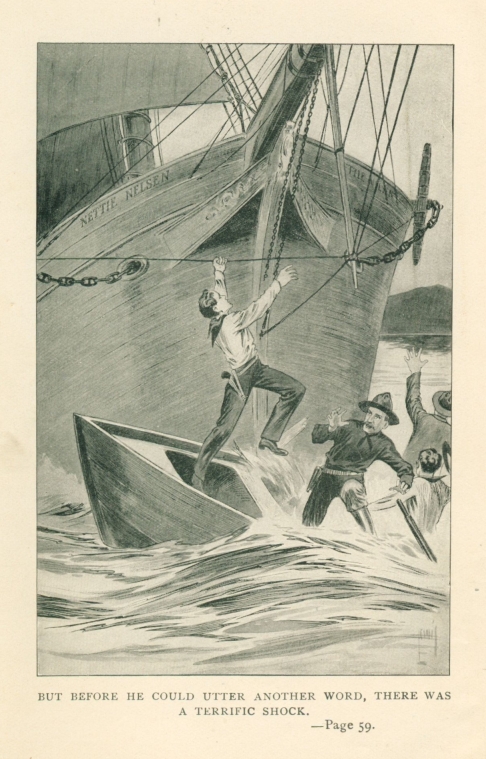 NETTIE NELSEN
BUT BEFORE HE COULD UTTER ANOTHER WORD, THERE WAS
A TERRIFIC SHOCK.
—Page 59.